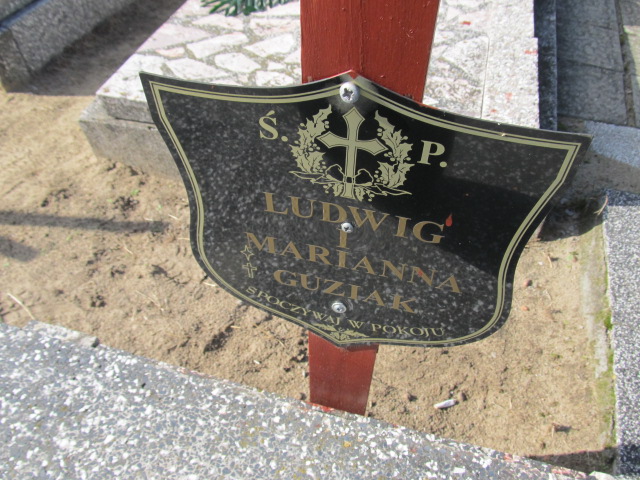 Ś. P.
LUDWIG
I
MARIANNA
GUZIAK
SPOCZYWAJ W POKOJU